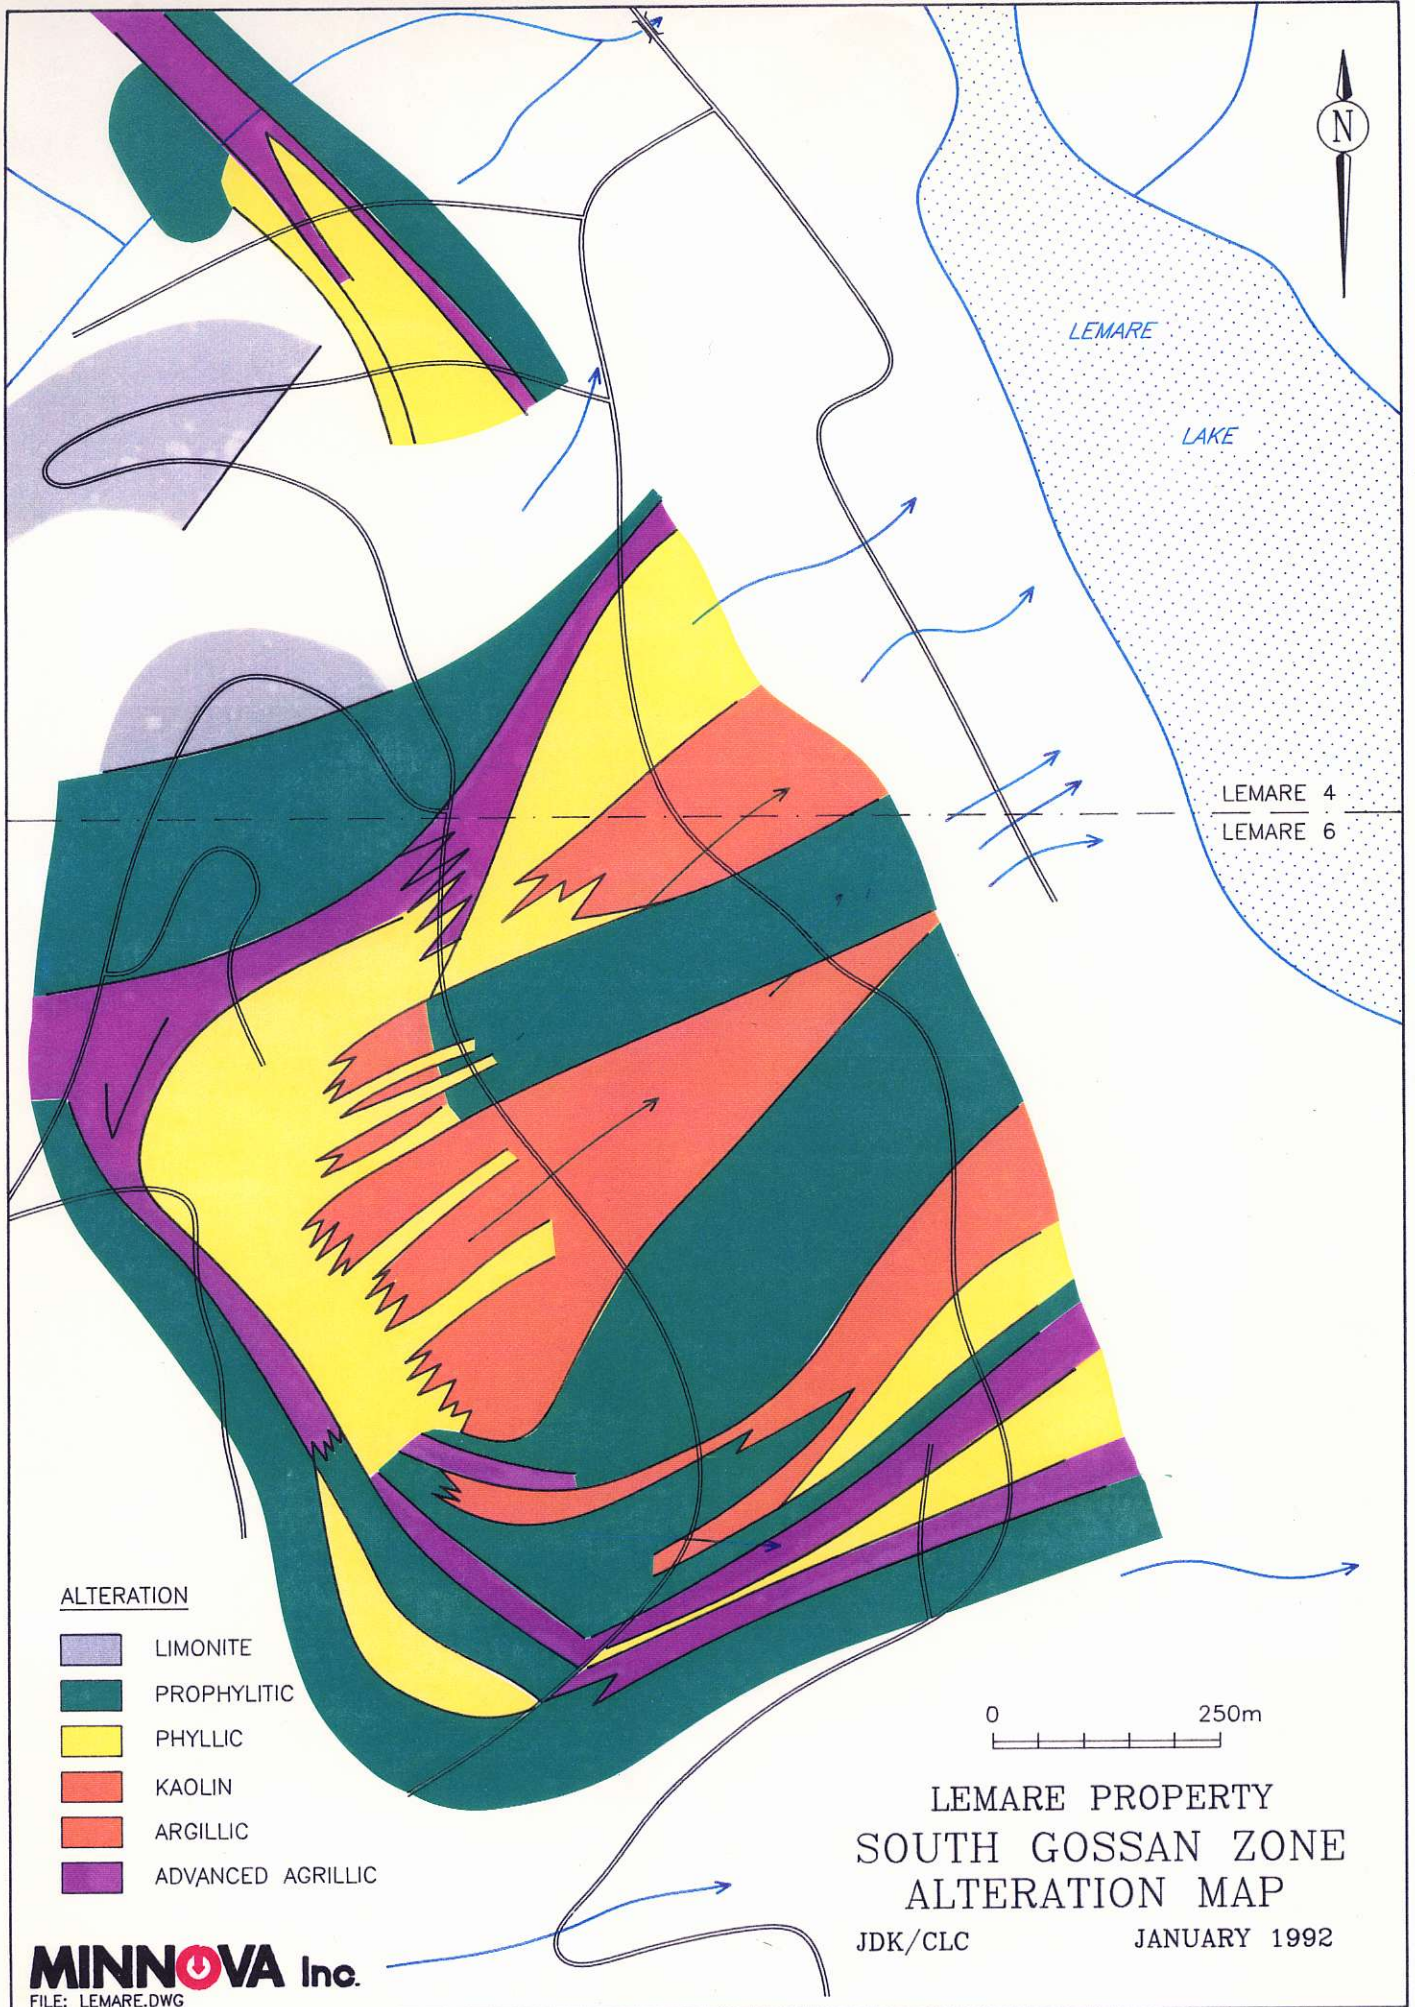 N
LEMARE
LAKE
LEMARE 4
LEMARE 6
ALTERATION
LIMONITE
PROPHYLITIC
PHYLLIC
KAOLIN
ARGILLIC
ADVANCED AGRILLIC
0 250m
LEMARE PROPERTY
SOUTH GOSSAN ZONE
ALTERATION MAP
JDK/CLC JANUARY 1992
MINNOVA Inc.
FILE: LEMARE.DWG